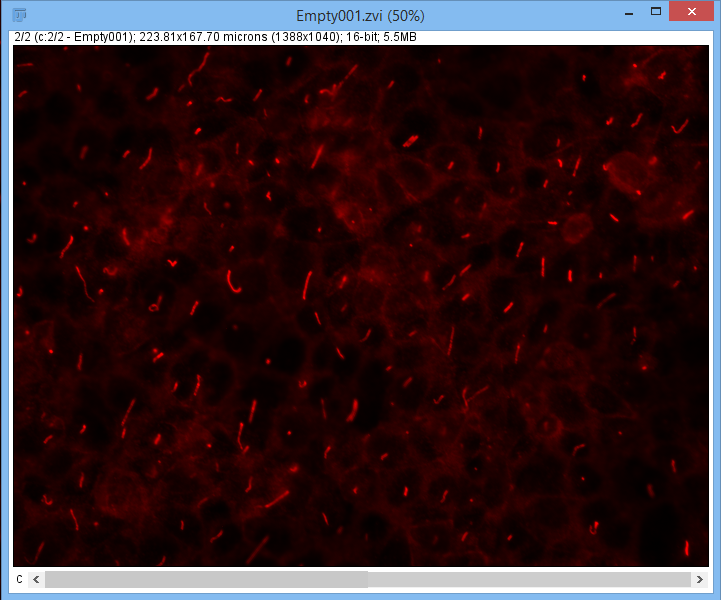 Empty001.zvi (50%)
2/2 (c:2/2 - Empty001); 223.81x167.70 microns (1388x1040); 16-bit; 5.5MB
c